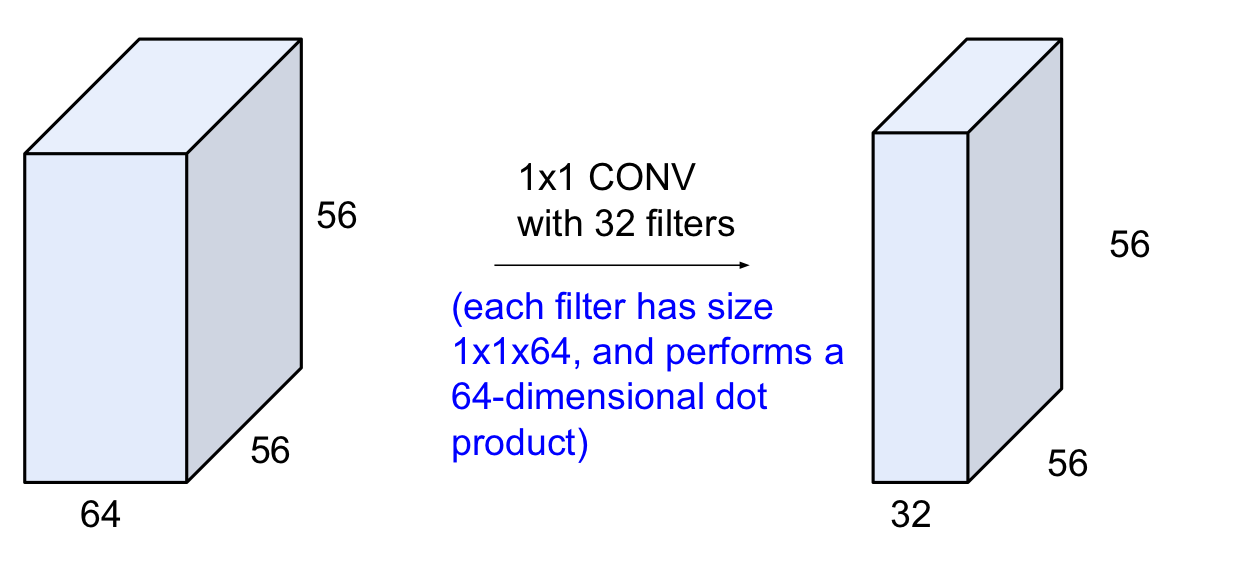 56
56
64
1x1 CONV
with 32 filters
(each filter has size
1x1x64, and performs a
64-dimensional dot
product)
56
56
32